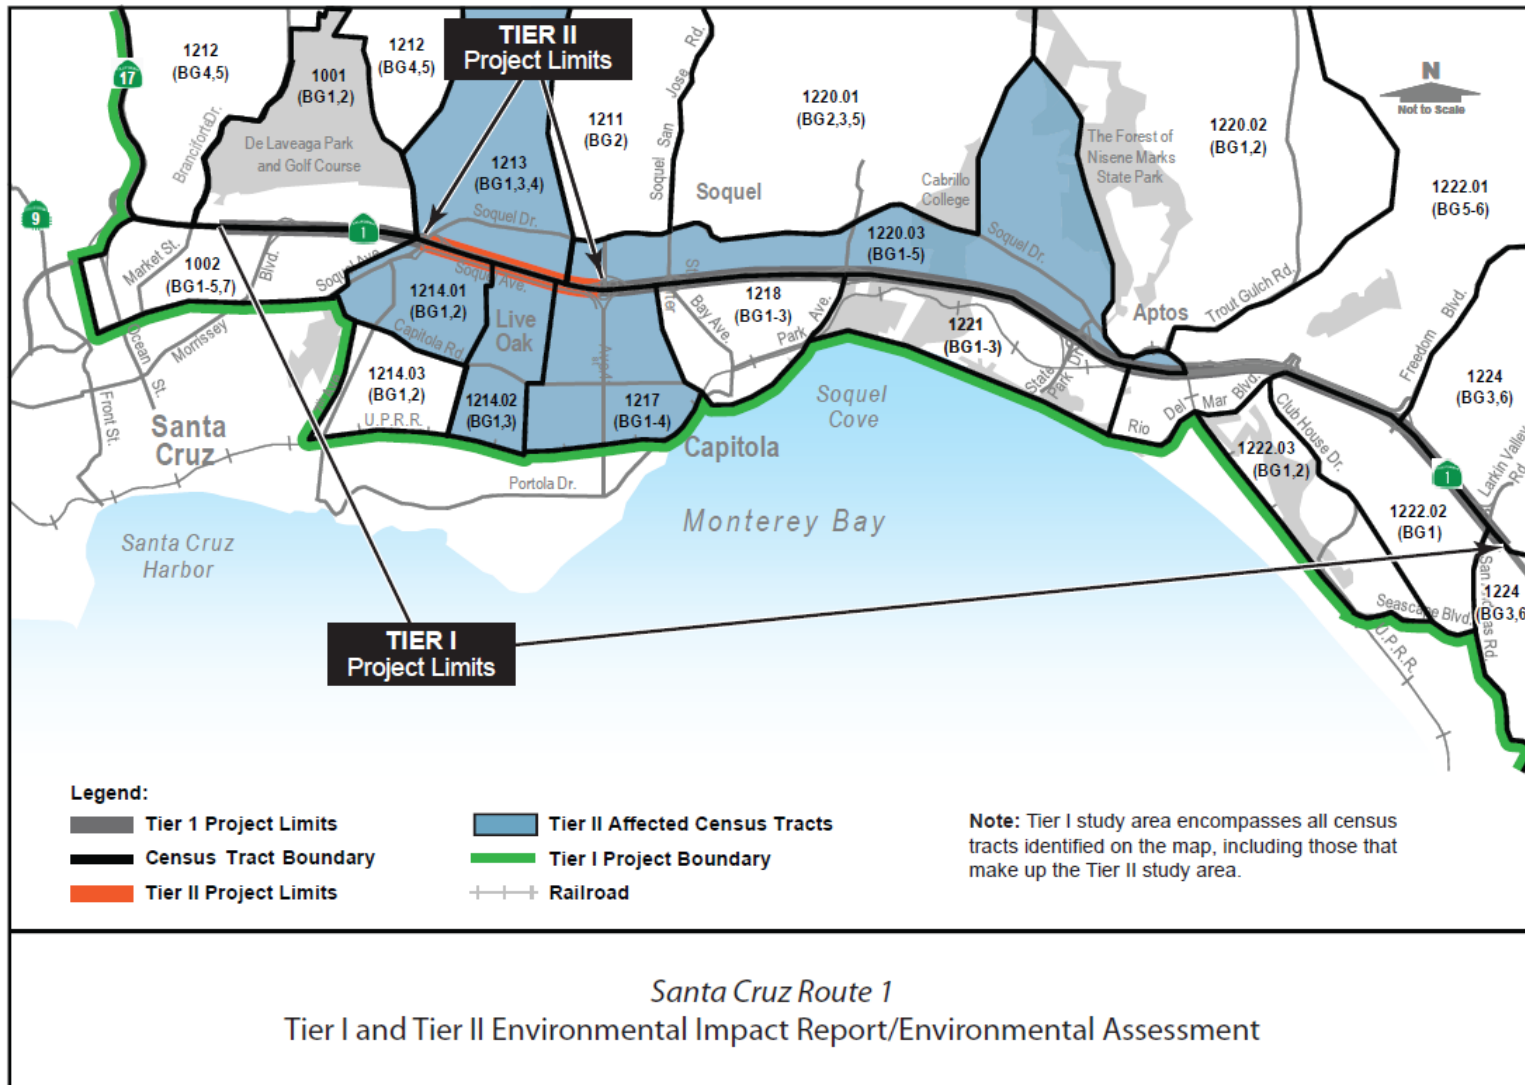 TIER II
Project Limits
1212
(BG4,5)
1212
(BG4,5)
17
1001
(BG1,2)
Branciforte Dr.
De Laveaga Park
and Golf Course
1213
(BG1,3,4)
1211
(BG2)
Soquel San Jose Rd.
1220.01
(BG2,3,5)
Soquel
Cabrillo
College
The Forest of
Nisene Marks
State Park
1220.02
(BG1,2)
N
Not to Scale
1222.01
(BG5-6)
9
1
Soquel Dr.
1220.03
(BG1-5)
Soquel Dr.
Market St.
1002
(BG1-5,7)
Blvd.
Soquel Ave.
Soquel Ave.
1214.01
(BG1,2)
Live
Oak
Bay Ave.
1218
(BG1-3)
Park Ave.
1221
(BG1-3)
Aptos
Trout Gulch Rd.
Freedom Blvd.
Ocean St.
Morrissey
Capitola Rd.
State
Park Dr.
1214.03
(BG1,2)
1214.02
(BG1,3)
1217
(BG1-4)
U.P.R.R.
Front St.
Santa
Cruz
Soquel
Cove
Capitola
Rio
Del
Mar
Blvd.
Club House Dr.
1224
(BG3,6)
1222.03
(BG1,2)
1
Larkin Valley
Rd.
1222.02
(BG1)
Portola Dr.
Monterey Bay
Santa Cruz
Harbor
Seascape Blvd.
1224
(BG3,6
U.P.R.R.
TIER I
Project Limits
Legend:
Tier 1 Project Limits
Census Tract Boundary
Tier II Project Limits
Tier II Affected Census Tracts
Tier I Project Boundary
Railroad
Note: Tier I study area encompasses all census
tracts identified on the map, including those that
make up the Tier II study area.
Santa Cruz Route 1
Tier I and Tier II Environmental Impact Report/Environmental Assessment